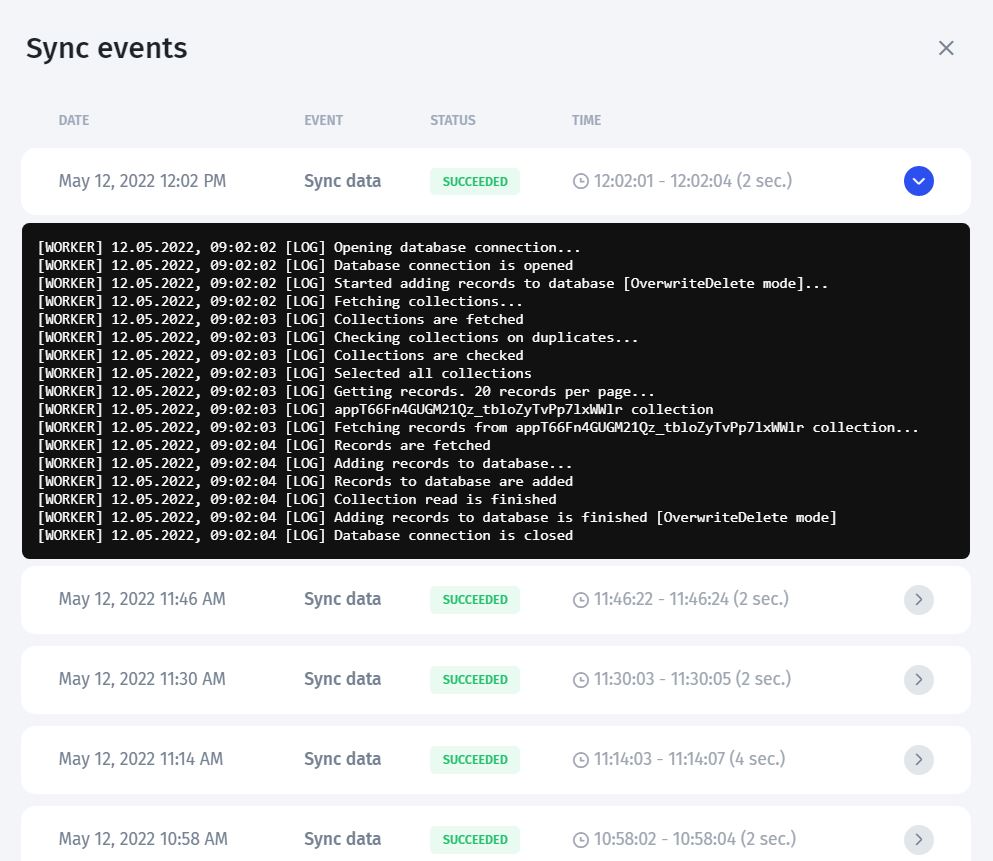 Sync events
DATE EVENT STATUS TIME
May 12, 2022 12:02 PM Sync data SUCCEEDED 12:02:01 - 12:02:04 (2 sec.)
[WORKER] 12.05.2022, 09:02:02 [LOG] Opening database connection...
[WORKER] 12.05.2022, 09:02:02 [LOG] Database connection is opened
[WORKER] 12.05.2022, 09:02:02 [LOG] Started adding records to database [OverwriteDelete mode]...
[WORKER] 12.05.2022, 09:02:02 [LOG] Fetching collections...
[WORKER] 12.05.2022, 09:02:03 [LOG] Collections are fetched
[WORKER] 12.05.2022, 09:02:03 [LOG] Checking collections on duplicates...
[WORKER] 12.05.2022, 09:02:03 [LOG] Collections are checked
[WORKER] 12.05.2022, 09:02:03 [LOG] Selected all collections
[WORKER] 12.05.2022, 09:02:03 [LOG] Getting records. 20 records per page...
[WORKER] 12.05.2022, 09:02:03 [LOG] appT66Fn4GUGM21Qz_tbloZyTvPp7lxWWlr collection
[WORKER] 12.05.2022, 09:02:03 [LOG] Fetching records from appT66Fn4GUGM21Qz_tbloZyTvPp7lxWWlr collection...
[WORKER] 12.05.2022, 09:02:04 [LOG] Records are fetched
[WORKER] 12.05.2022, 09:02:04 [LOG] Adding records to database...
[WORKER] 12.05.2022, 09:02:04 [LOG] Records to database are added
[WORKER] 12.05.2022, 09:02:04 [LOG] Collection read is finished
[WORKER] 12.05.2022, 09:02:04 [LOG] Adding records to database is finished [OverwriteDelete mode]
[WORKER] 12.05.2022, 09:02:04 [LOG] Database connection is closed
May 12, 2022 11:46 AM Sync data SUCCEEDED 11:46:22 - 11:46:24 (2 sec.)
May 12, 2022 11:30 AM Sync data SUCCEEDED 11:30:03 - 11:30:05 (2 sec.)
May 12, 2022 11:14 AM Sync data SUCCEEDED 11:14:03 - 11:14:07 (4 sec.)
May 12, 2022 10:58 AM Sync data SUCCEEDED 10:58:02 - 10:58:04 (2 sec.)